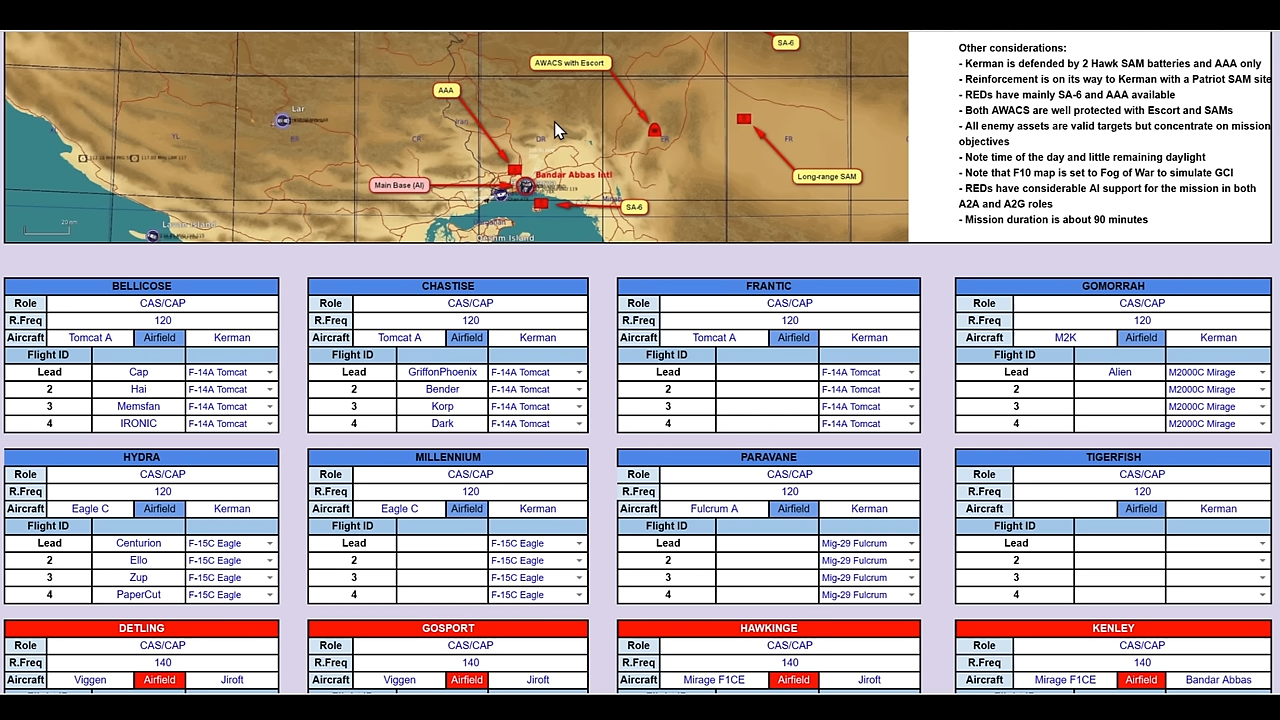 SA-6
AWACS with Escort
AAA
Lar
Iran
YL
BR
CR
DR
ER
FR
Bandar Abbas Intl
Main Base (AI)
Long-range SAM
SA-6
20 nm
Other considerations:
- Kerman is defended by 2 Hawk SAM batteries and AAA only
- Reinforcement is on its way to Kerman with a Patriot SAM site
- REDs have mainly SA-6 and AAA available
- Both AWACS are well protected with Escort and SAMs
- All enemy assets are valid targets but concentrate on mission
objectives
- Note time of the day and little remaining daylight
- Note that F10 map is set to Fog of War to simulate GCI
- REDs have considerable AI support for the mission in both
A2A and A2G roles
- Mission duration is about 90 minutes
BELLICOSE
Role CAS/CAP
R.Freq 120
Aircraft Tomcat A Airfield Kerman
Flight ID
Lead Cap F-14A Tomcat
2 Hai F-14A Tomcat
3 Memsfan F-14A Tomcat
4 IRONIC F-14A Tomcat
CHASTISE
Role CAS/CAP
R.Freq 120
Aircraft Tomcat A Airfield Kerman
Flight ID
Lead GriffonPhoenix F-14A Tomcat
2 Bender F-14A Tomcat
3 Korp F-14A Tomcat
4 Dark F-14A Tomcat
FRANTIC
Role CAS/CAP
R.Freq 120
Aircraft Tomcat A Airfield Kerman
Flight ID
Lead F-14A Tomcat
2 F-14A Tomcat
3 F-14A Tomcat
4 F-14A Tomcat
GOMORRAH
Role CAS/CAP
R.Freq 120
Aircraft M2K Airfield Kerman
Flight ID
Lead Alien M2000C Mirage
2 M2000C Mirage
3 M2000C Mirage
4 M2000C Mirage
HYDRA
Role CAS/CAP
R.Freq 120
Aircraft Eagle C Airfield Kerman
Flight ID
Lead Centurion F-15C Eagle
2 Ello F-15C Eagle
3 Zup F-15C Eagle
4 PaperCut F-15C Eagle
MILLENNIUM
Role CAS/CAP
R.Freq 120
Aircraft Eagle C Airfield Kerman
Flight ID
Lead F-15C Eagle
2 F-15C Eagle
3 F-15C Eagle
4 F-15C Eagle
PARAVANE
Role CAS/CAP
R.Freq 120
Aircraft Fulcrum A Airfield Kerman
Flight ID
Lead Mig-29 Fulcrum
2 Mig-29 Fulcrum
3 Mig-29 Fulcrum
4 Mig-29 Fulcrum
TIGERFISH
Role CAS/CAP
R.Freq 120
Aircraft Airfield Kerman
Flight ID
Lead
2
3
4
DETLING
Role CAS/CAP
R.Freq 140
Aircraft Viggen Airfield Jiroft
GOSPORT
Role CAS/CAP
R.Freq 140
Aircraft Viggen Airfield Jiroft
HAWKINGE
Role CAS/CAP
R.Freq 140
Aircraft Mirage F1CE Airfield Jiroft
KENLEY
Role CAS/CAP
R.Freq 140
Aircraft Mirage F1CE Airfield Bandar Abbas